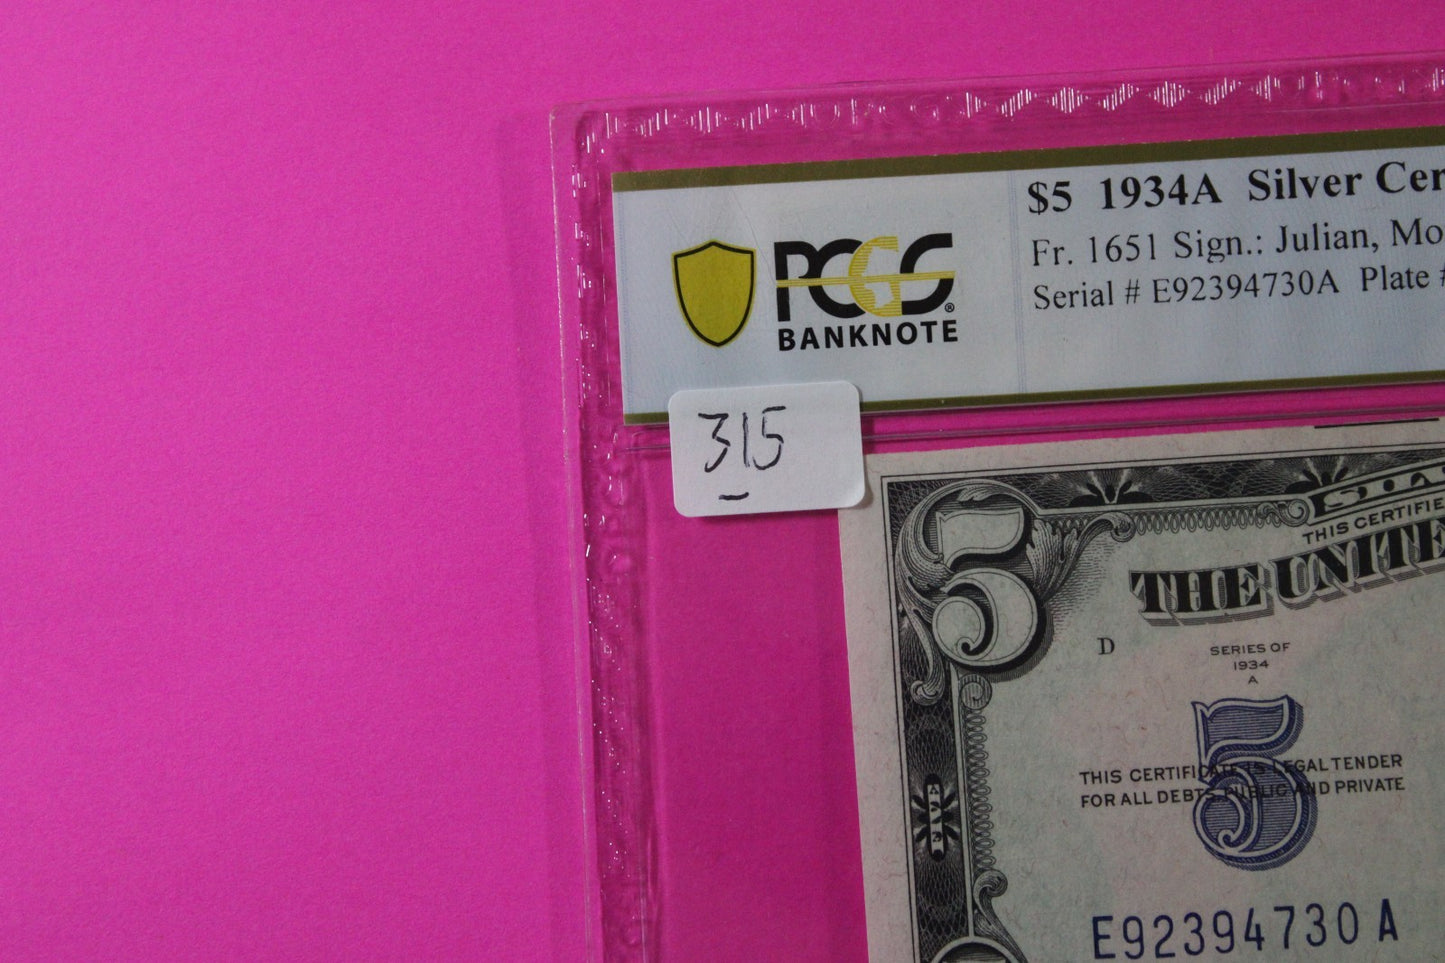 $5 1934A Silver Cer
Fr. 1651 Sign.: Julian, Mo
Serial # E92394730A Plate #
PCGS®
BANKNOTE
315
5
THIS CERTIFIE
THE UNITE
D
SERIES OF
1934
A
5
THIS CERTIFICATE IS LEGAL TENDER
FOR ALL DEBTS PUBLIC AND PRIVATE
FIVE
E92394730A